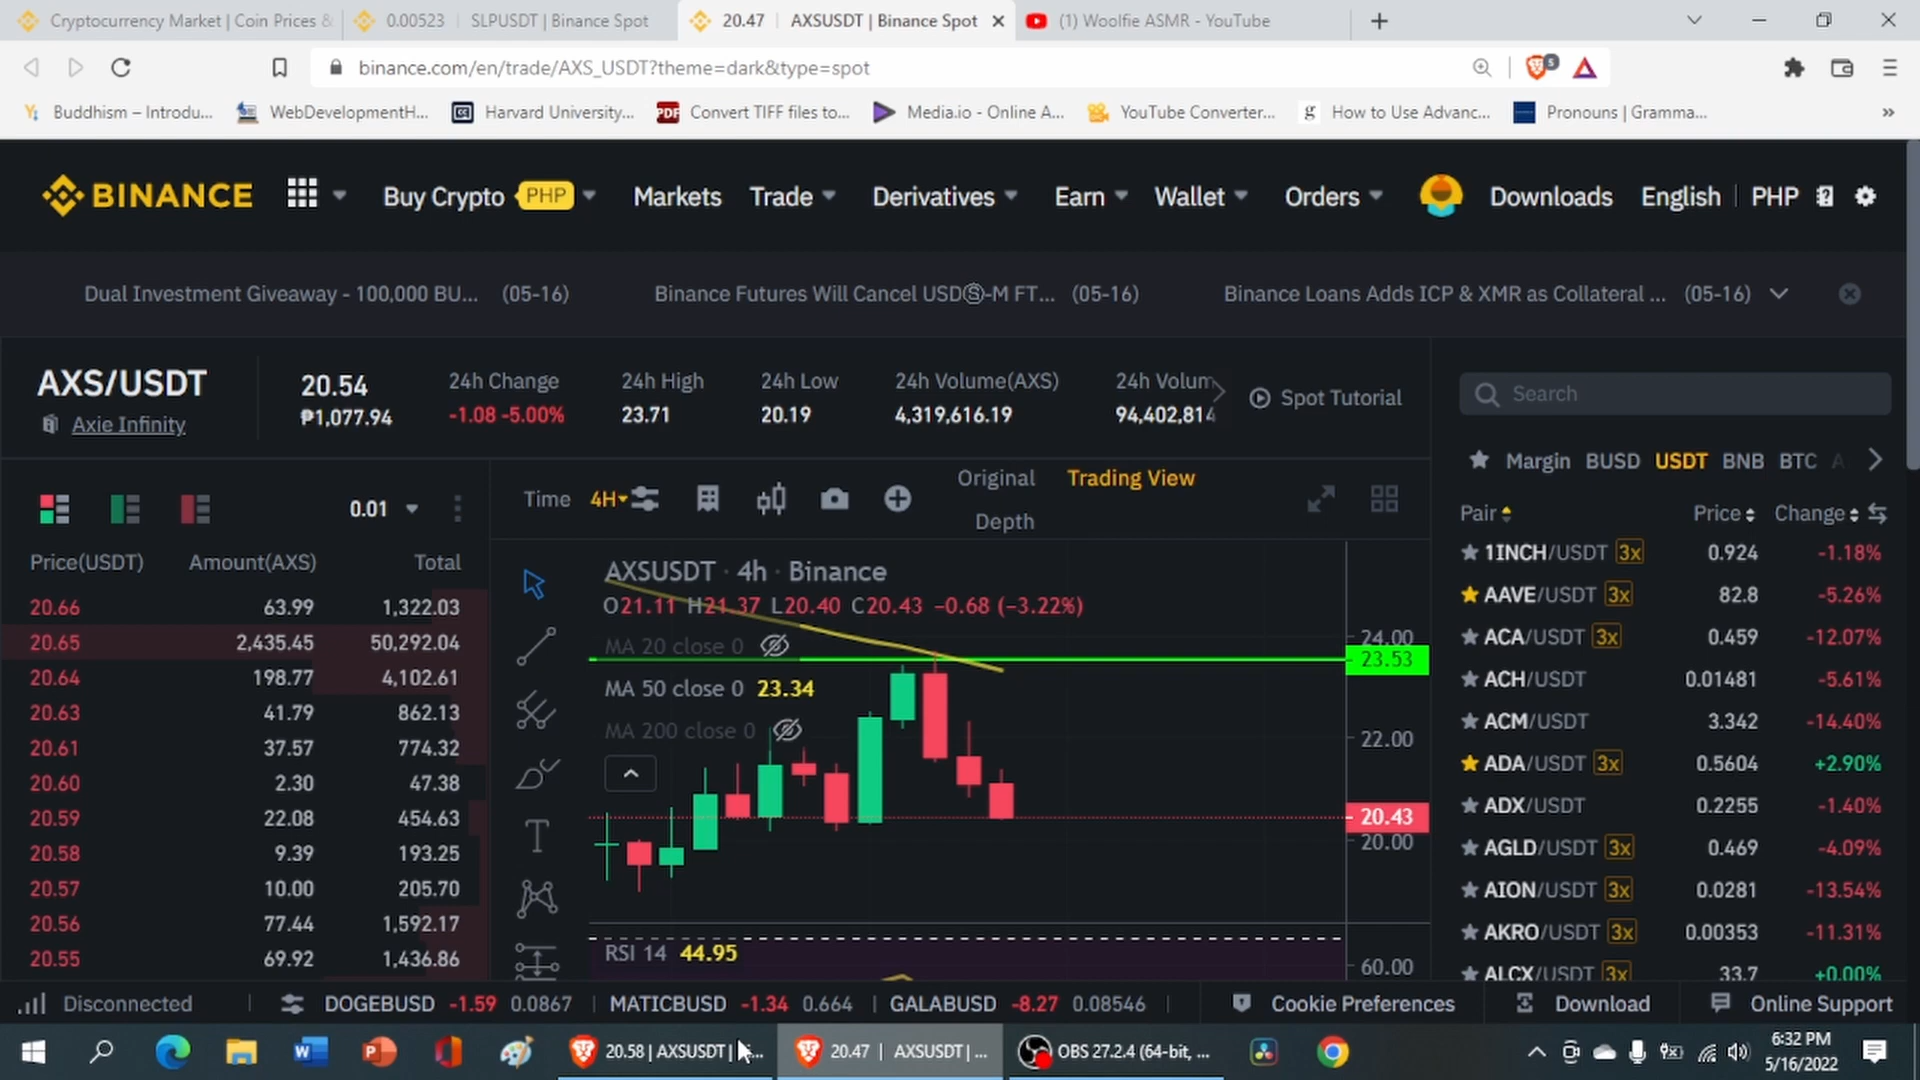 Cryptocurrency Market | Coin Prices &
0.00523 | SLPUSDT | Binance Spot
20.47 | AXSUSDT | Binance Spot
(1) Woolfie ASMR - YouTube
binance.com/en/trade/AXS_USDT?theme=dark&type=spot
Buddhism – Introdu...
WebDevelopmentH...
Harvard University...
Convert TIFF files to...
Media.io - Online A...
YouTube Converter...
How to Use Advanc...
Pronouns | Gramma...
BINANCE
Buy Crypto PHP
Markets
Trade
Derivatives
Earn
Wallet
Orders
Downloads
English
PHP
Dual Investment Giveaway - 100,000 BU... (05-16)
Binance Futures Will Cancel USDⓈ-M FT... (05-16)
Binance Loans Adds ICP & XMR as Collateral ... (05-16)
AXS/USDT
Axie Infinity
20.54
₱1,077.94
24h Change
-1.08 -5.00%
24h High
23.71
24h Low
20.19
24h Volume(AXS)
4,319,616.19
24h Volum
94,402,814
Spot Tutorial
0.01
Price(USDT) Amount(AXS) Total
20.66 63.99 1,322.03
20.65 2,435.45 50,292.04
20.64 198.77 4,102.61
20.63 41.79 862.13
20.61 37.57 774.32
20.60 2.30 47.38
20.59 22.08 454.63
20.58 9.39 193.25
20.57 10.00 205.70
20.56 77.44 1,592.17
20.55 69.92 1,436.86
Time 4H
Original
Trading View
Depth
AXSUSDT · 4h · Binance
O21.11 H21.37 L20.40 C20.43 −0.68 (−3.22%)
MA 20 close 0
MA 50 close 0 23.34
MA 200 close 0
24.00
23.53
22.00
20.43
20.00
RSI 14 44.95
60.00
Search
Margin BUSD USDT BNB BTC
Pair Price Change
1INCH/USDT 3x 0.924 -1.18%
AAVE/USDT 3x 82.8 -5.26%
ACA/USDT 3x 0.459 -12.07%
ACH/USDT 0.01481 -5.61%
ACM/USDT 3.342 -14.40%
ADA/USDT 3x 0.5604 +2.90%
ADX/USDT 0.2255 -1.40%
AGLD/USDT 3x 0.469 -4.09%
AION/USDT 3x 0.0281 -13.54%
AKRO/USDT 3x 0.00353 -11.31%
ALCX/USDT 3x 33.7 +0.00%
Disconnected
DOGEBUSD -1.59 0.0867
MATICBUSD -1.34 0.664
GALABUSD -8.27 0.08546
Cookie Preferences
Download
Online Support
20.58 | AXSUSDT |
20.47 | AXSUSDT | ...
OBS 27.2.4 (64-bit, ...
6:32 PM
5/16/2022